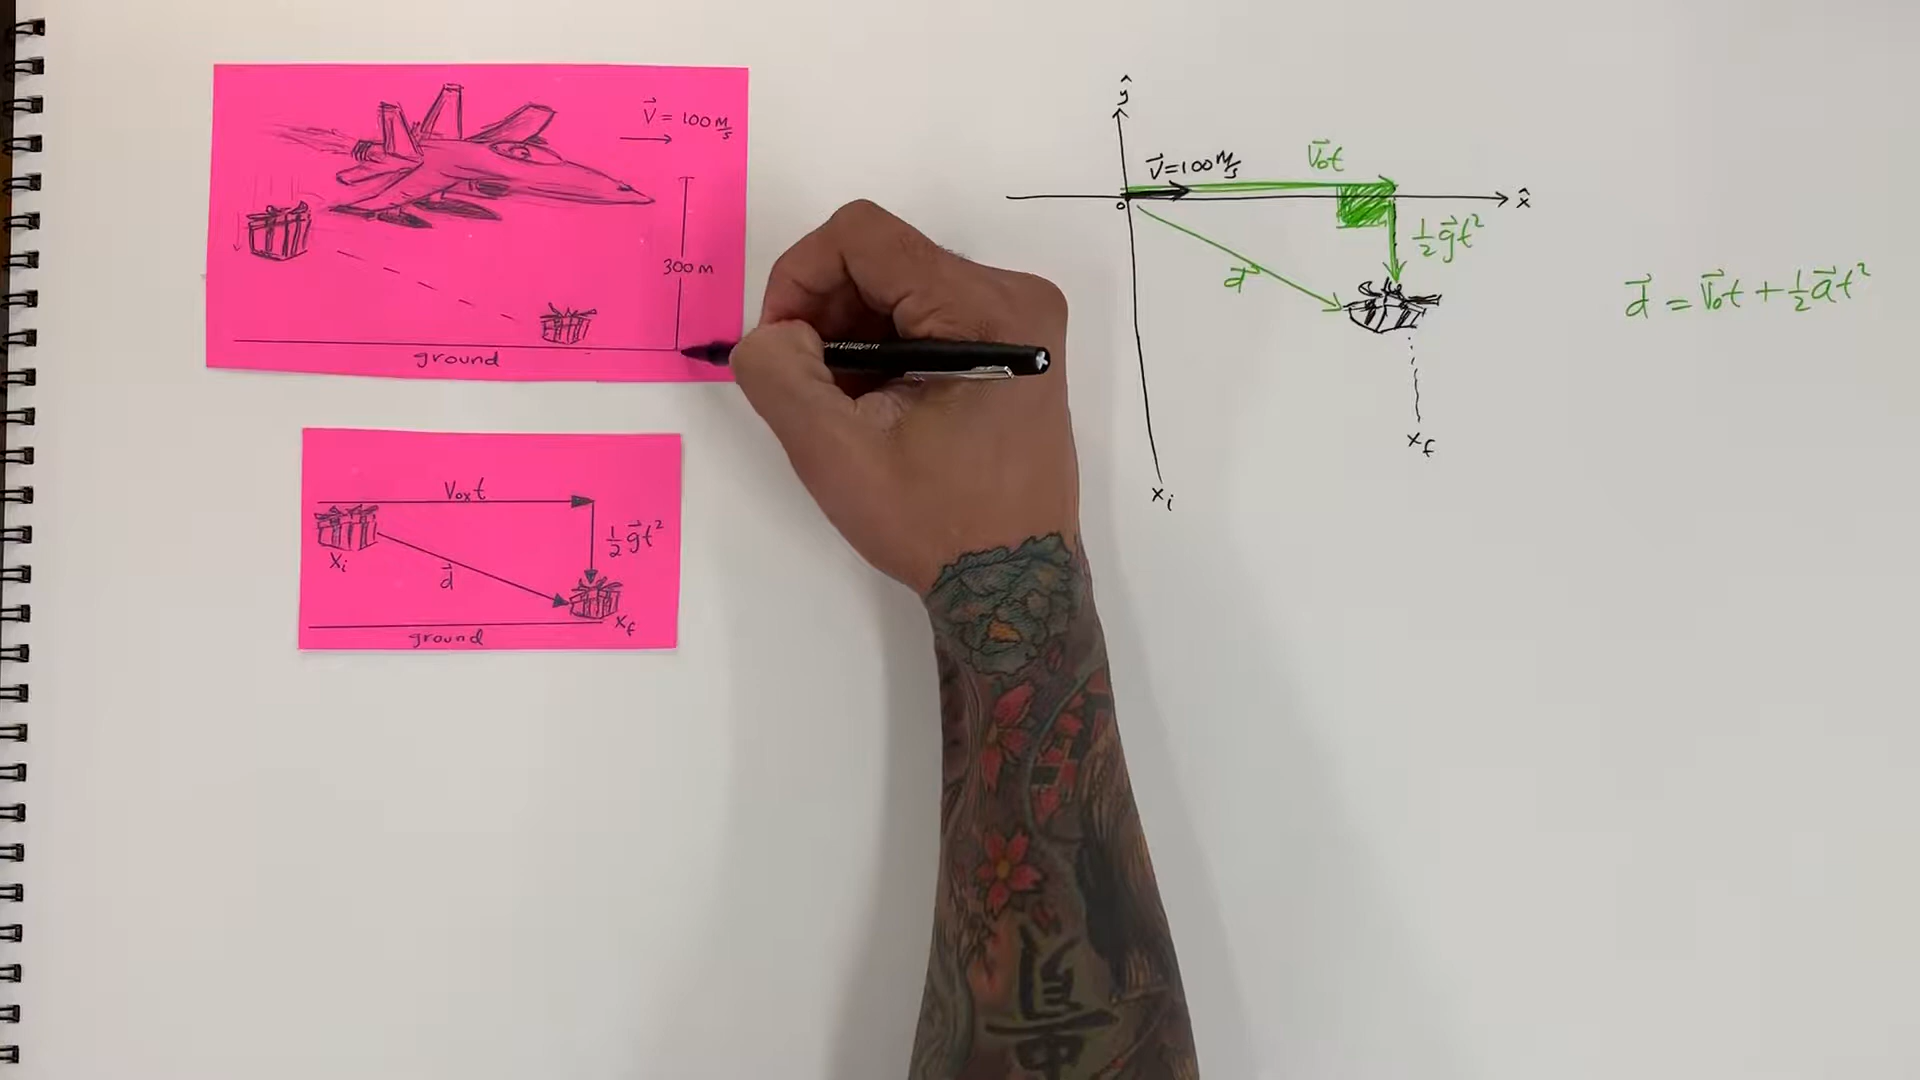 V⃗ = 100 M/s
300 m
ground
V₀ₓt
½g⃗t²
xᵢ
d⃗
x_f
ground
ŷ
V⃗=100 M/s
V⃗₀t
x̂
0
½g⃗t²
d⃗
d⃗ = V⃗₀t + ½a⃗t²
x_f
xᵢ